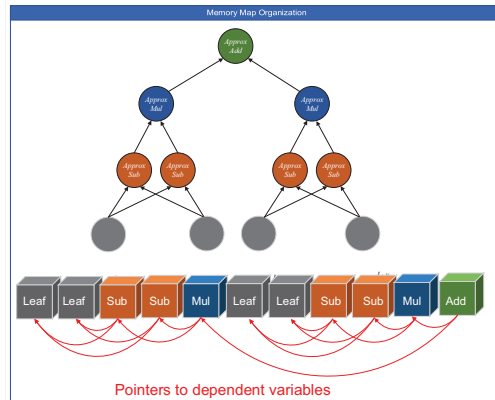 Memory Map Organization
Approx
Add
Approx
Mul
Approx
Mul
Approx
Sub
Approx
Sub
Approx
Sub
Approx
Sub
Leaf Leaf Sub Sub Mul Leaf Leaf Sub Sub Mul Add
Pointers to dependent variables